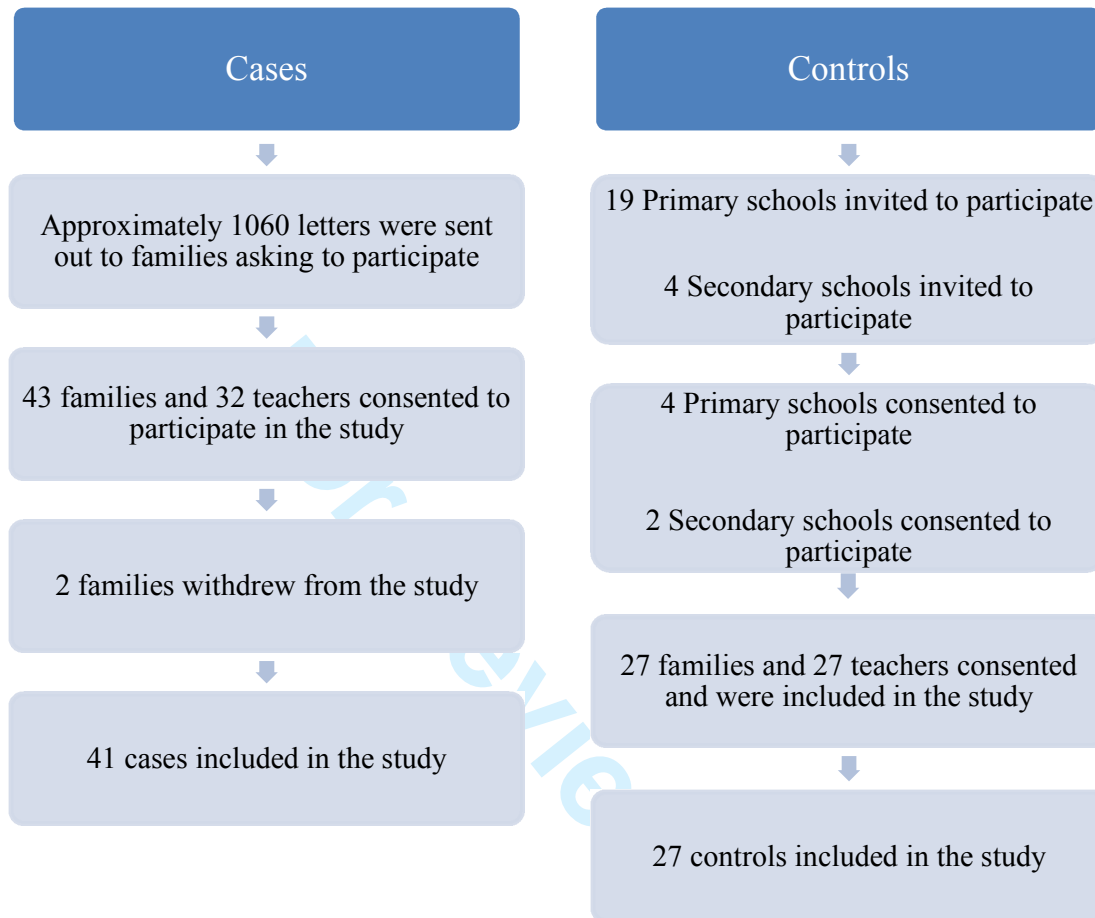 Cases
Approximately 1060 letters were sent
out to families asking to participate
43 families and 32 teachers consented to
participate in the study
2 families withdrew from the study
41 cases included in the study
Controls
19 Primary schools invited to participate
4 Secondary schools invited to
participate
4 Primary schools consented to
participate
2 Secondary schools consented to
participate
27 families and 27 teachers consented
and were included in the study
27 controls included in the study